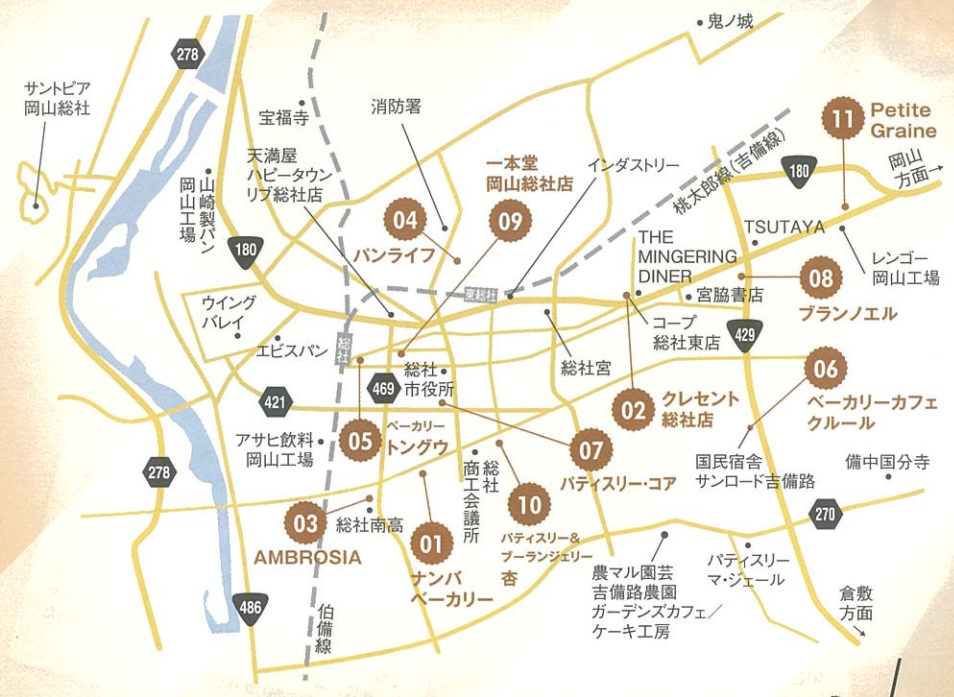 鬼ノ城
278
サントピア
岡山総社
宝福寺
消防署
11
Petite
Graine
天満屋
ハピータウン
リブ総社店
一本堂
岡山総社店
インダストリー
桃太郎線(吉備線)
180
岡山
方面
山崎製パン
岡山工場
04
パンライフ
09
180
THE
MINGERING
DINER
TSUTAYA
レンゴー
岡山工場
東総社
宮脇書店
08
ブランノエル
ウイング
バレイ
エビスパン
総社
コープ
総社東店
429
総社宮
総社
市役所
469
421
02
クレセント
総社店
06
ベーカリーカフェ
クルール
05
ベーカリー
トングウ
アサヒ飲料
岡山工場
07
パティスリー・コア
総社
商工会議所
国民宿舎
サンロード吉備路
備中国分寺
278
10
パティスリー&
ブーランジェリー
杏
270
03
AMBROSIA
総社南高
01
ナンバ
ベーカリー
農マル園芸
吉備路農園
ガーデンズカフェ/
ケーキ工房
パティスリー
マ・ジェール
倉敷
方面
486
伯備線